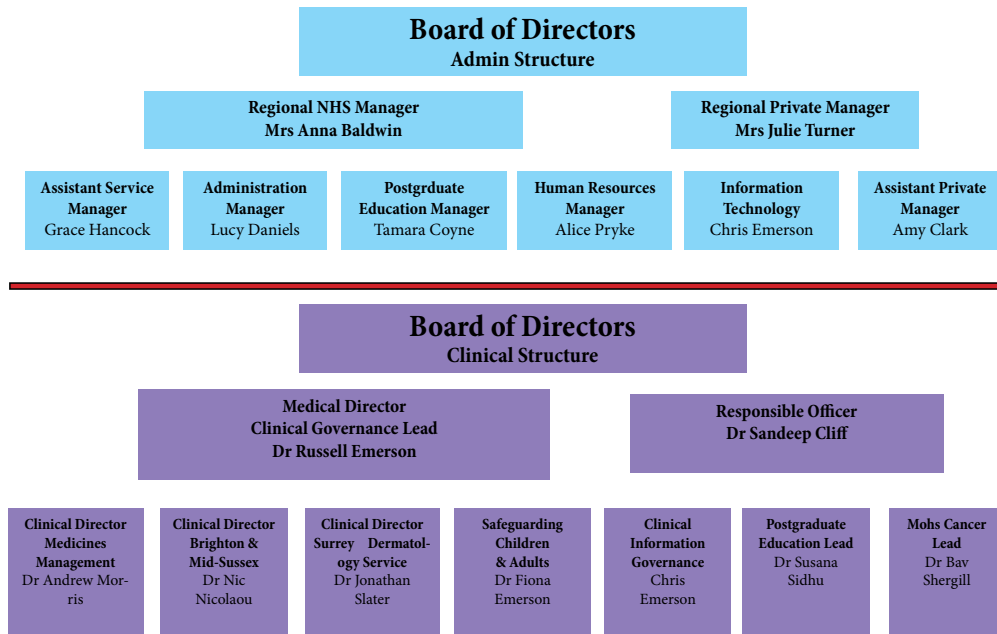 Board of Directors
Admin Structure
Regional NHS Manager
Mrs Anna Baldwin
Regional Private Manager
Mrs Julie Turner
Assistant Service
Manager
Grace Hancock
Administration
Manager
Lucy Daniels
Postgrduate
Education Manager
Tamara Coyne
Human Resources
Manager
Alice Pryke
Information
Technology
Chris Emerson
Assistant Private
Manager
Amy Clark
Board of Directors
Clinical Structure
Medical Director
Clinical Governance Lead
Dr Russell Emerson
Responsible Officer
Dr Sandeep Cliff
Clinical Director
Medicines
Management
Dr Andrew Mor-
ris
Clinical Director
Brighton &
Mid-Sussex
Dr Nic
Nicolaou
Clinical Director
Surrey Dermatol-
ogy Service
Dr Jonathan
Slater
Safeguarding
Children
& Adults
Dr Fiona
Emerson
Clinical
Information
Governance
Chris
Emerson
Postgraduate
Education Lead
Dr Susana
Sidhu
Mohs Cancer
Lead
Dr Bav
Shergill